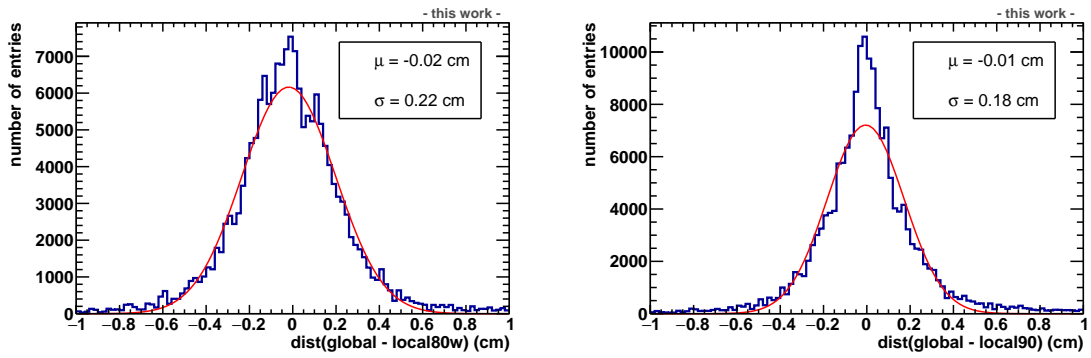 - this work -
number of entries
7000
6000
5000
4000
3000
2000
1000
0
μ = -0.02 cm
σ = 0.22 cm
−1 −0.8 −0.6 −0.4 −0.2 0 0.2 0.4 0.6 0.8 1
dist(global - local80w) (cm)
- this work -
number of entries
10000
8000
6000
4000
2000
0
μ = -0.01 cm
σ = 0.18 cm
−1 −0.8 −0.6 −0.4 −0.2 0 0.2 0.4 0.6 0.8 1
dist(global - local90) (cm)